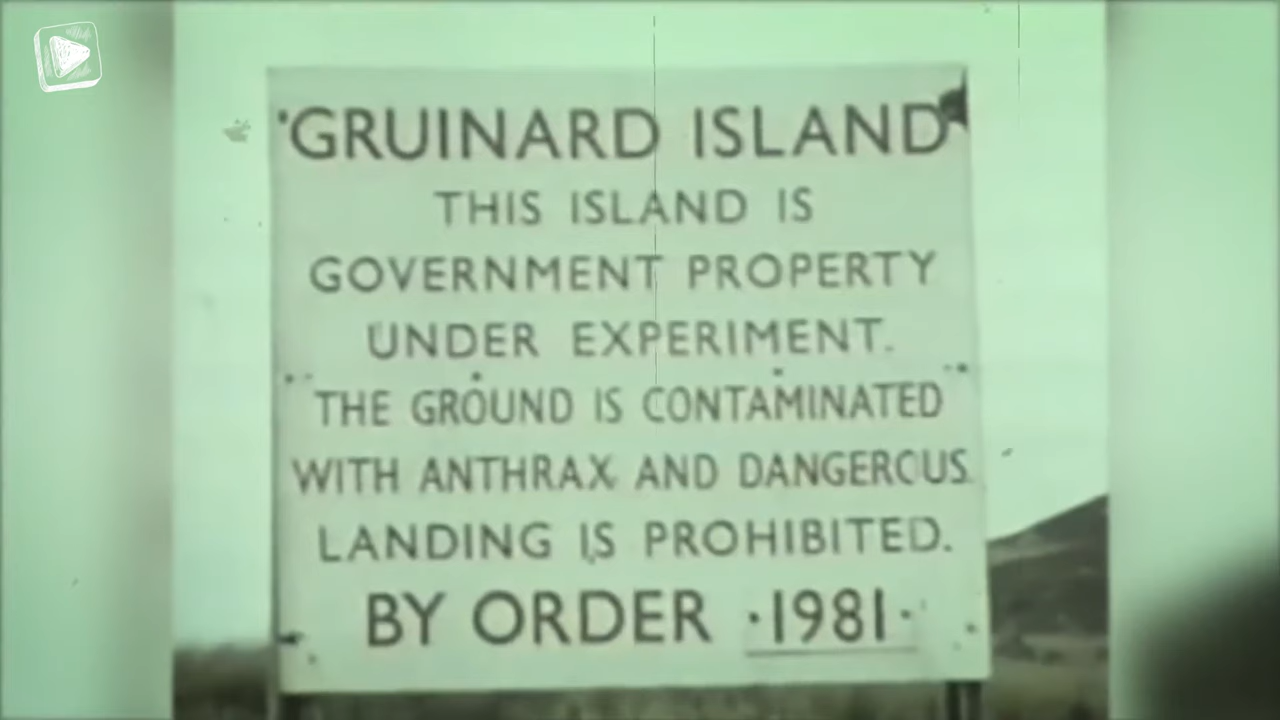 'GRUINARD ISLAND
THIS ISLAND IS
GOVERNMENT PROPERTY
UNDER EXPERIMENT.
THE GROUND IS CONTAMINATED
WITH ANTHRAX AND DANGEROUS.
LANDING IS PROHIBITED.
BY ORDER ·1981·